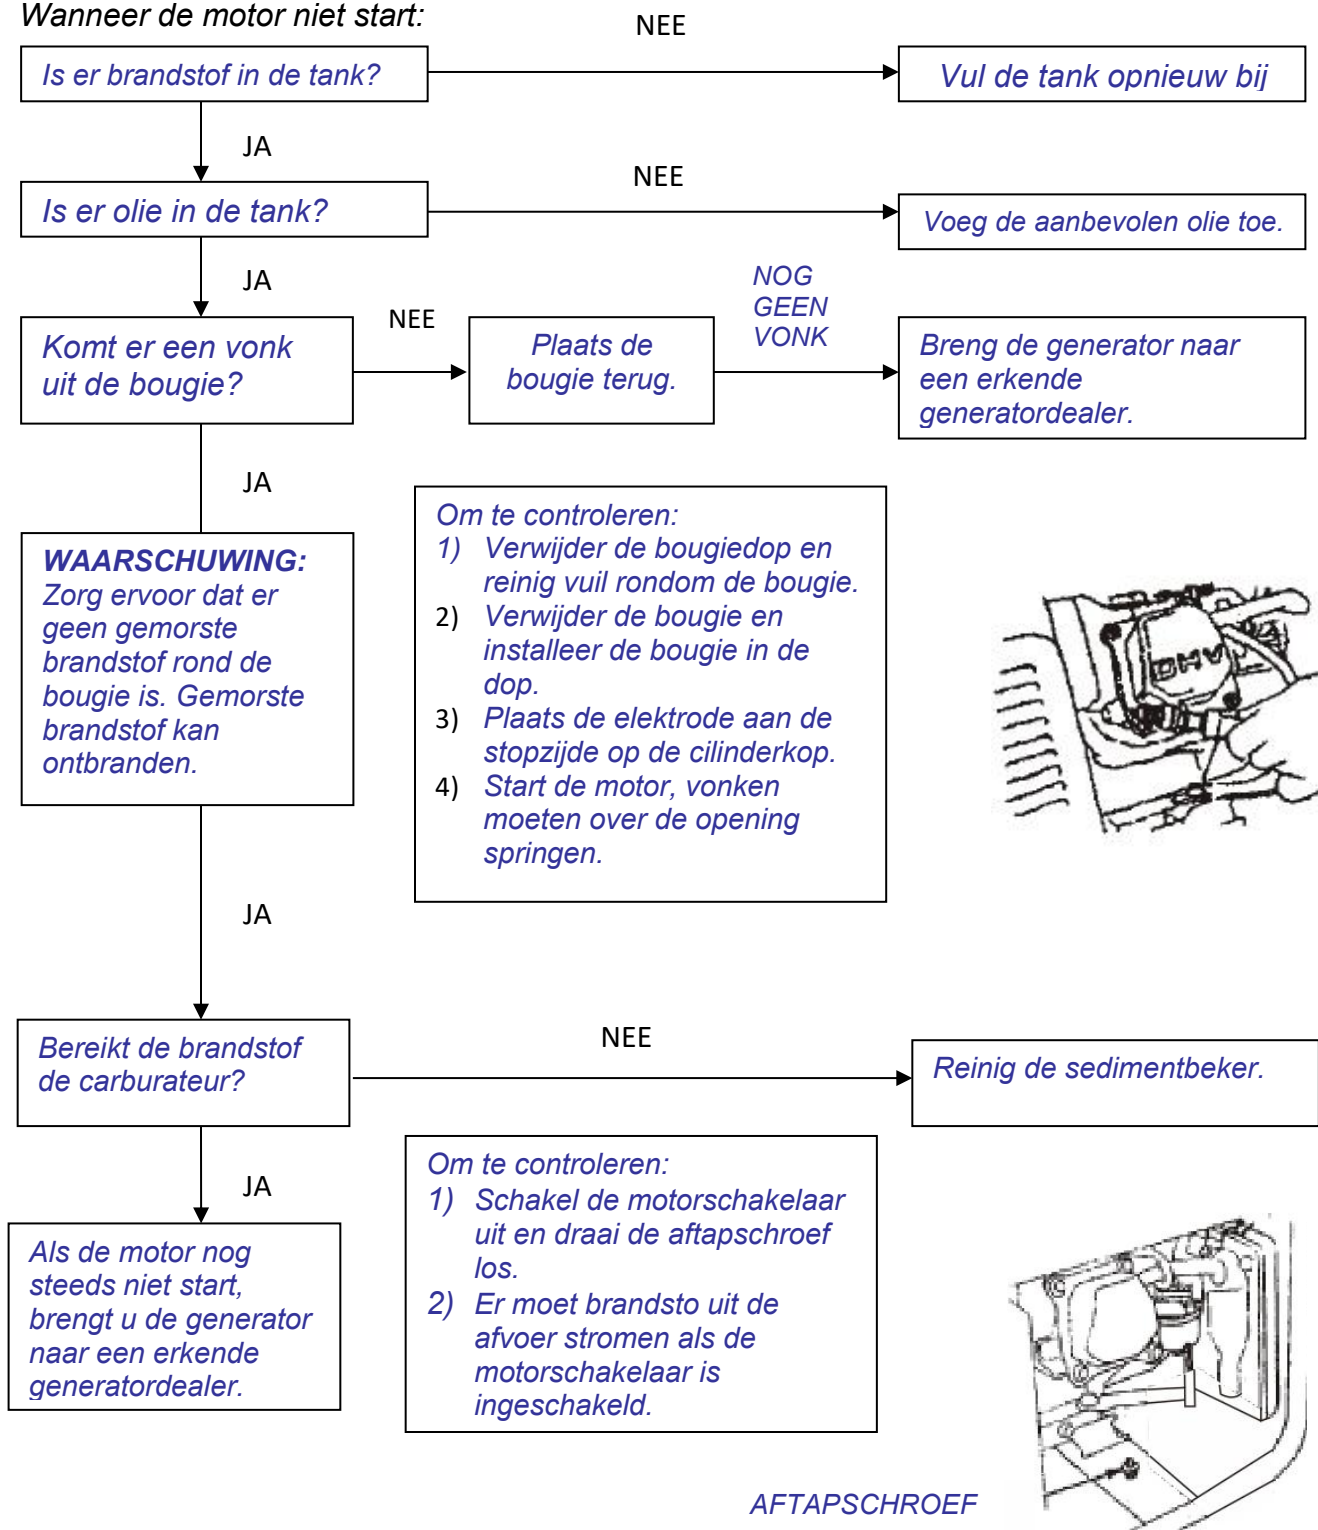 Wanneer de motor niet start:
NEE
Is er brandstof in de tank?
Vul de tank opnieuw bij
JA
NEE
Is er olie in de tank?
Voeg de aanbevolen olie toe.
JA
NEE
NOG
GEEN
VONK
Komt er een vonk
uit de bougie?
Plaats de
bougie terug.
Breng de generator naar
een erkende
generatordealer.
JA
WAARSCHUWING:
Zorg ervoor dat er
geen gemorste
brandstof rond de
bougie is. Gemorste
brandstof kan
ontbranden.
Om te controleren:
1) Verwijder de bougiedop en
reinig vuil rondom de bougie.
2) Verwijder de bougie en
installeer de bougie in de
dop.
3) Plaats de elektrode aan de
stopzijde op de cilinderkop.
4) Start de motor, vonken
moeten over de opening
springen.
OHV
JA
Bereikt de brandstof
de carburateur?
NEE
Reinig de sedimentbeker.
JA
Als de motor nog
steeds niet start,
brengt u de generator
naar een erkende
generatordealer.
Om te controleren:
1) Schakel de motorschakelaar
uit en draai de aftapschroef
los.
2) Er moet brandsto uit de
afvoer stromen als de
motorschakelaar is
ingeschakeld.
AFTAPSCHROEF